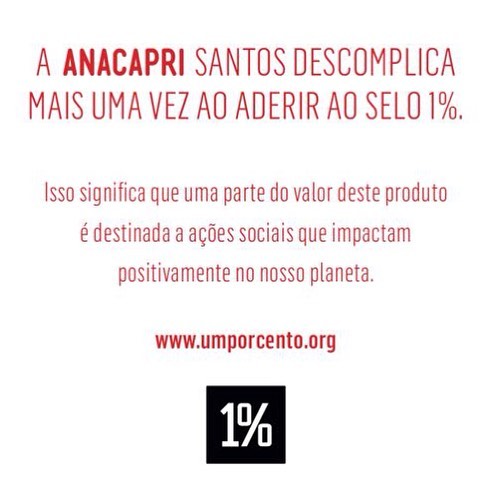 A ANACAPRI SANTOS DESCOMPLICA
MAIS UMA VEZ AO ADERIR AO SELO 1%.
Isso significa que uma parte do valor deste produto
é destinada a ações sociais que impactam
positivamente no nosso planeta.
www.umporcento.org
1%